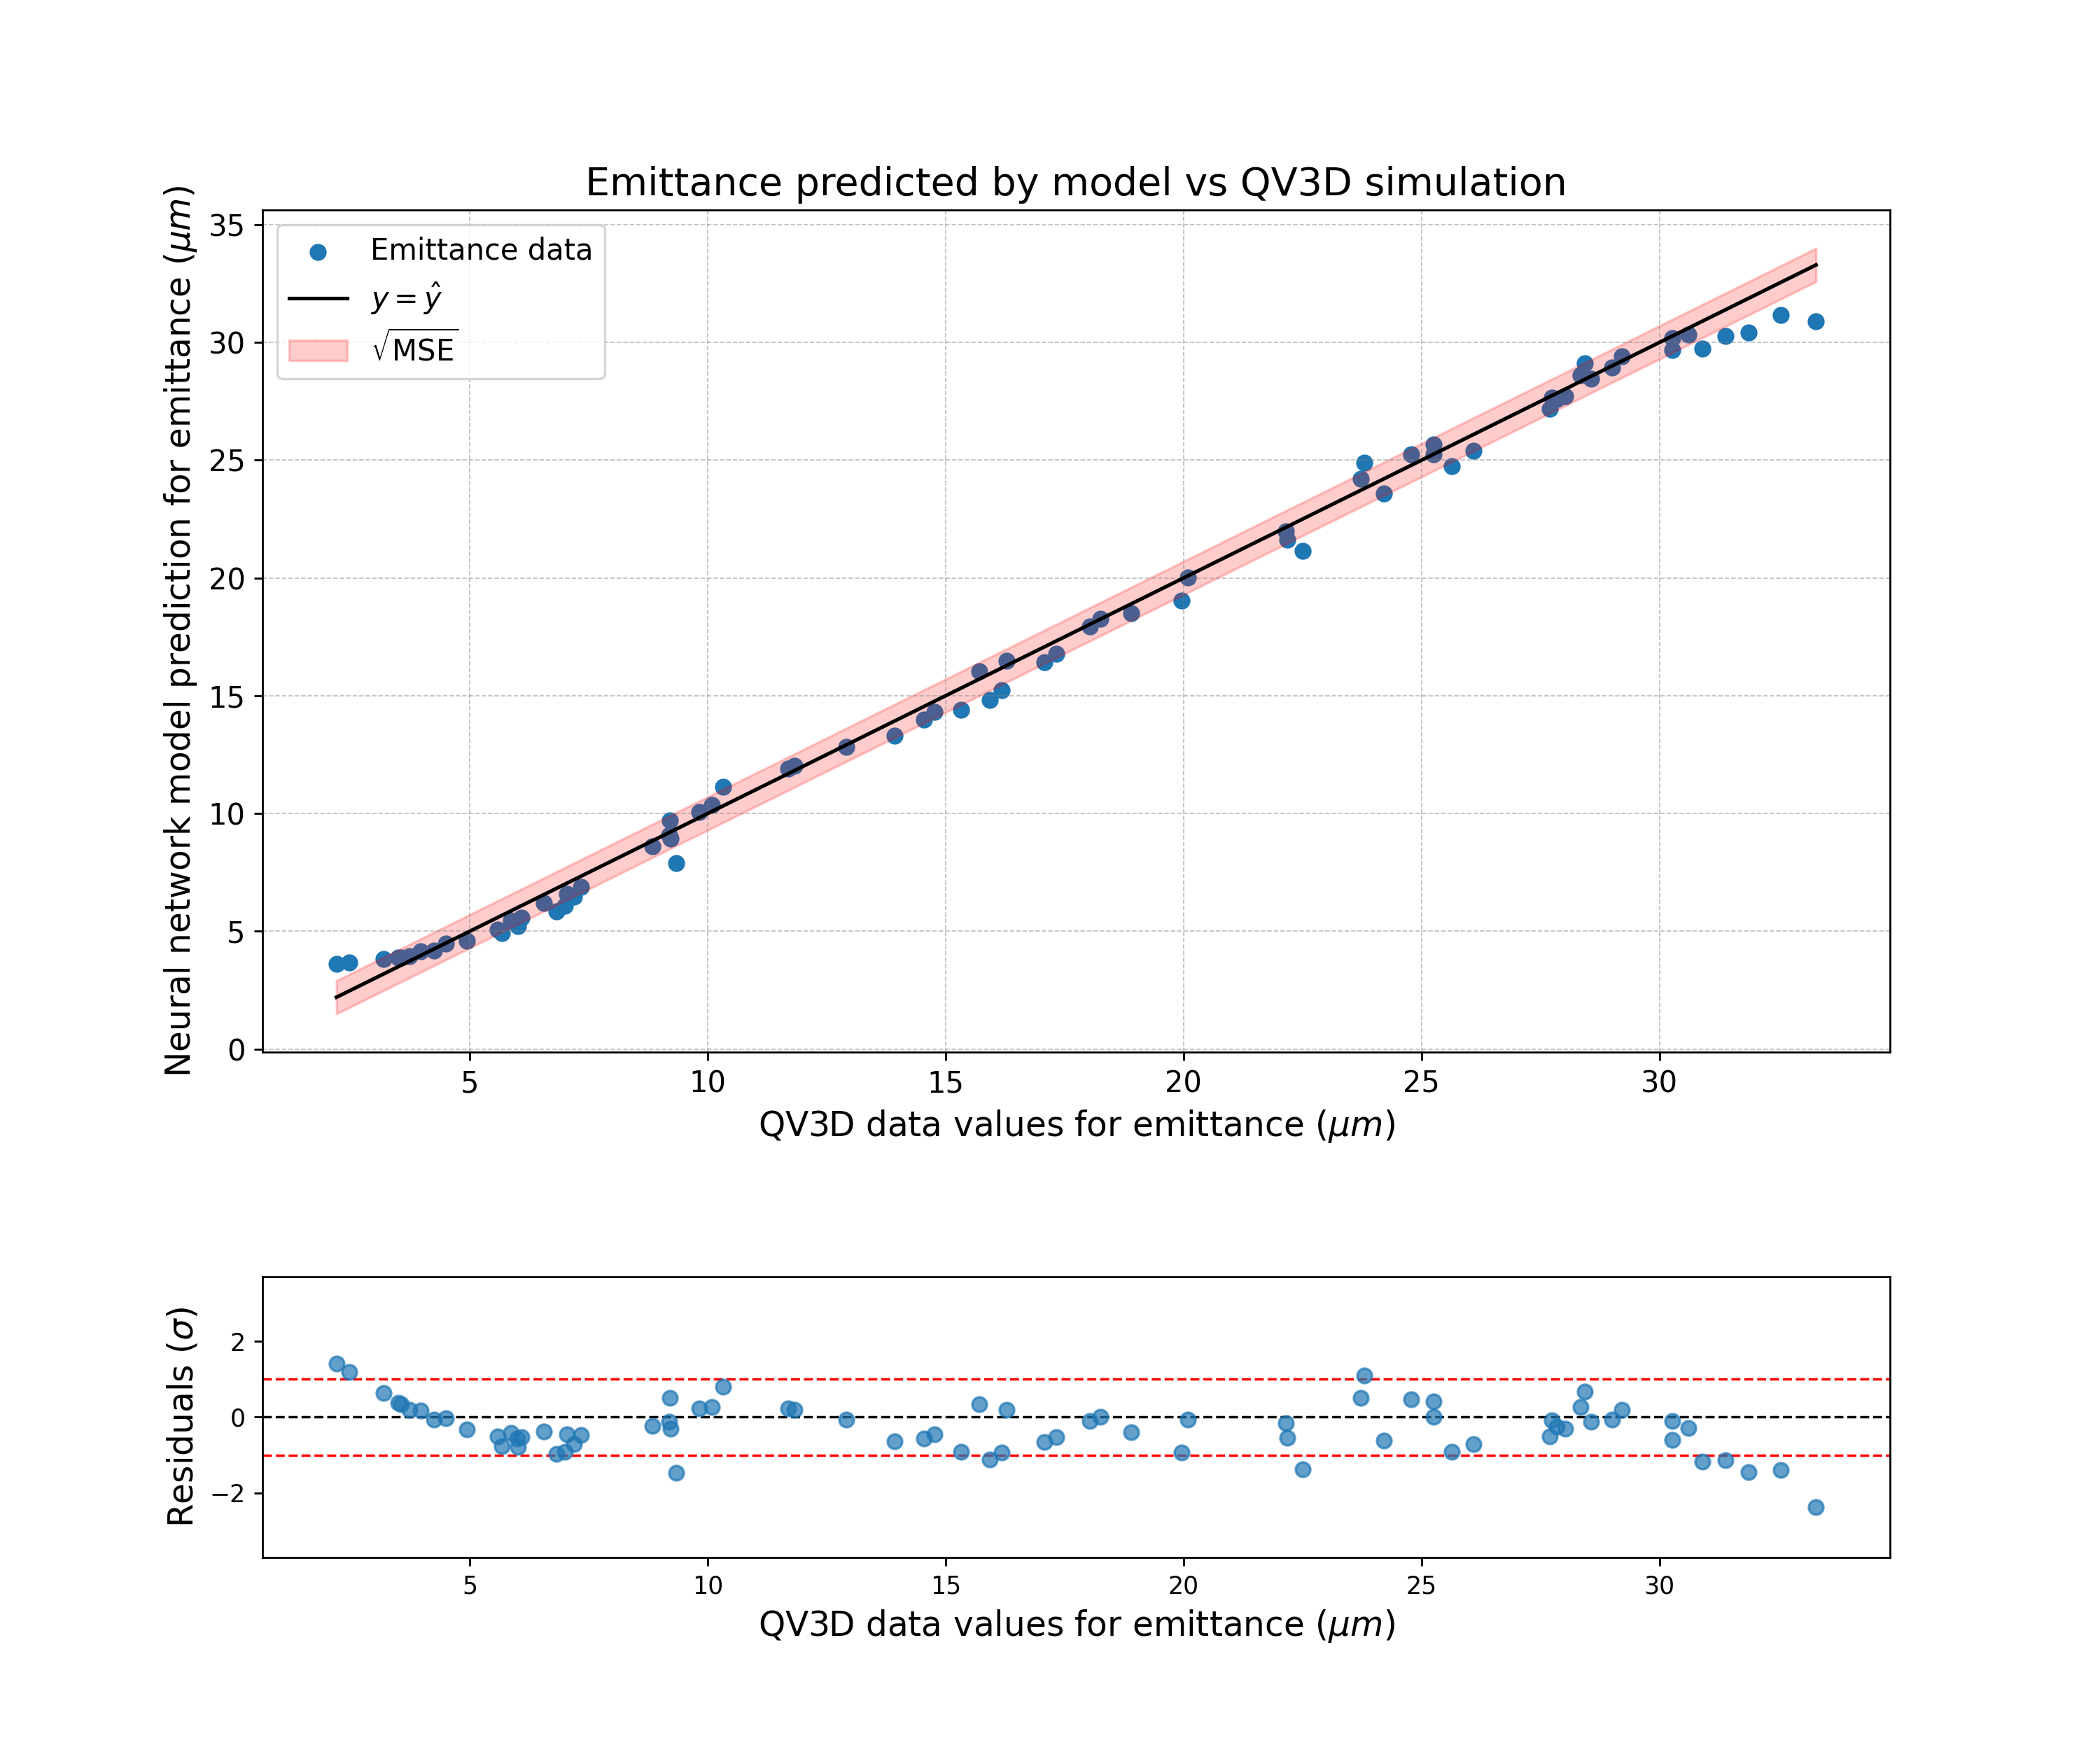 Emittance predicted by model vs QV3D simulation
Neural network model prediction for emittance (μm)
35
30
25
20
15
10
5
0
Emittance data
y = ŷ
√MSE
5 10 15 20 25 30
QV3D data values for emittance (μm)
Residuals (σ)
2
0
−2
5 10 15 20 25 30
QV3D data values for emittance (μm)